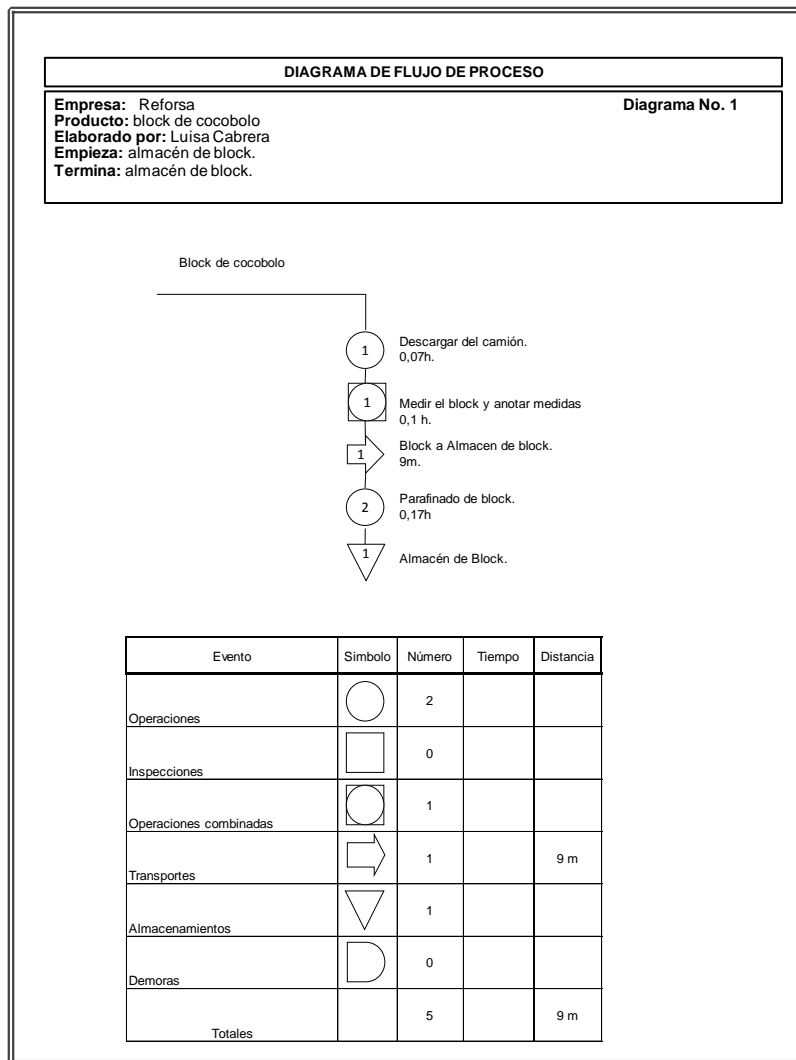 DIAGRAMA DE FLUJO DE PROCESO
Empresa: Reforsa Diagrama No. 1
Producto: block de cocobolo
Elaborado por: Luisa Cabrera
Empieza: almacén de block.
Termina: almacén de block.
Block de cocobolo
1 Descargar del camión.
0,07h.
1 Medir el block y anotar medidas
0,1 h.
1 Block a Almacen de block.
9m.
2 Parafinado de block.
0,17h
1 Almacén de Block.
Evento Simbolo Número Tiempo Distancia
Operaciones 2
Inspecciones 0
Operaciones combinadas 1
Transportes 1 9 m
Almacenamientos 1
Demoras 0
Totales 5 9 m